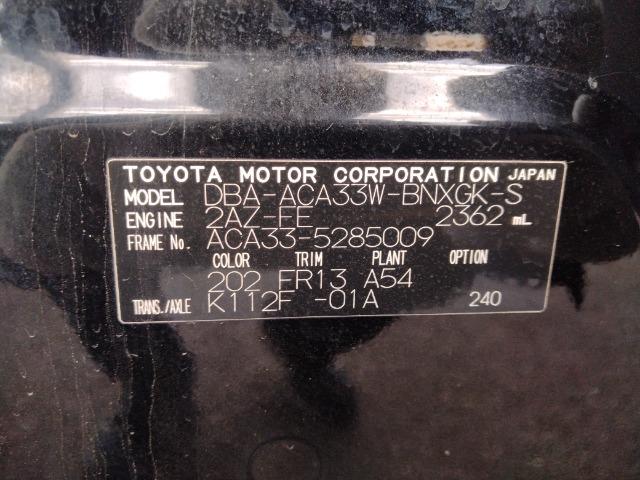 TOYOTA MOTOR CORPORATION JAPAN
MODEL DBA-ACA33W-BNXGK-S
ENGINE 2AZ-FE 2362 mL
FRAME No. ACA33-5285009
COLOR TRIM PLANT OPTION
202 FR13 A54
TRANS./AXLE K112F -01A 240